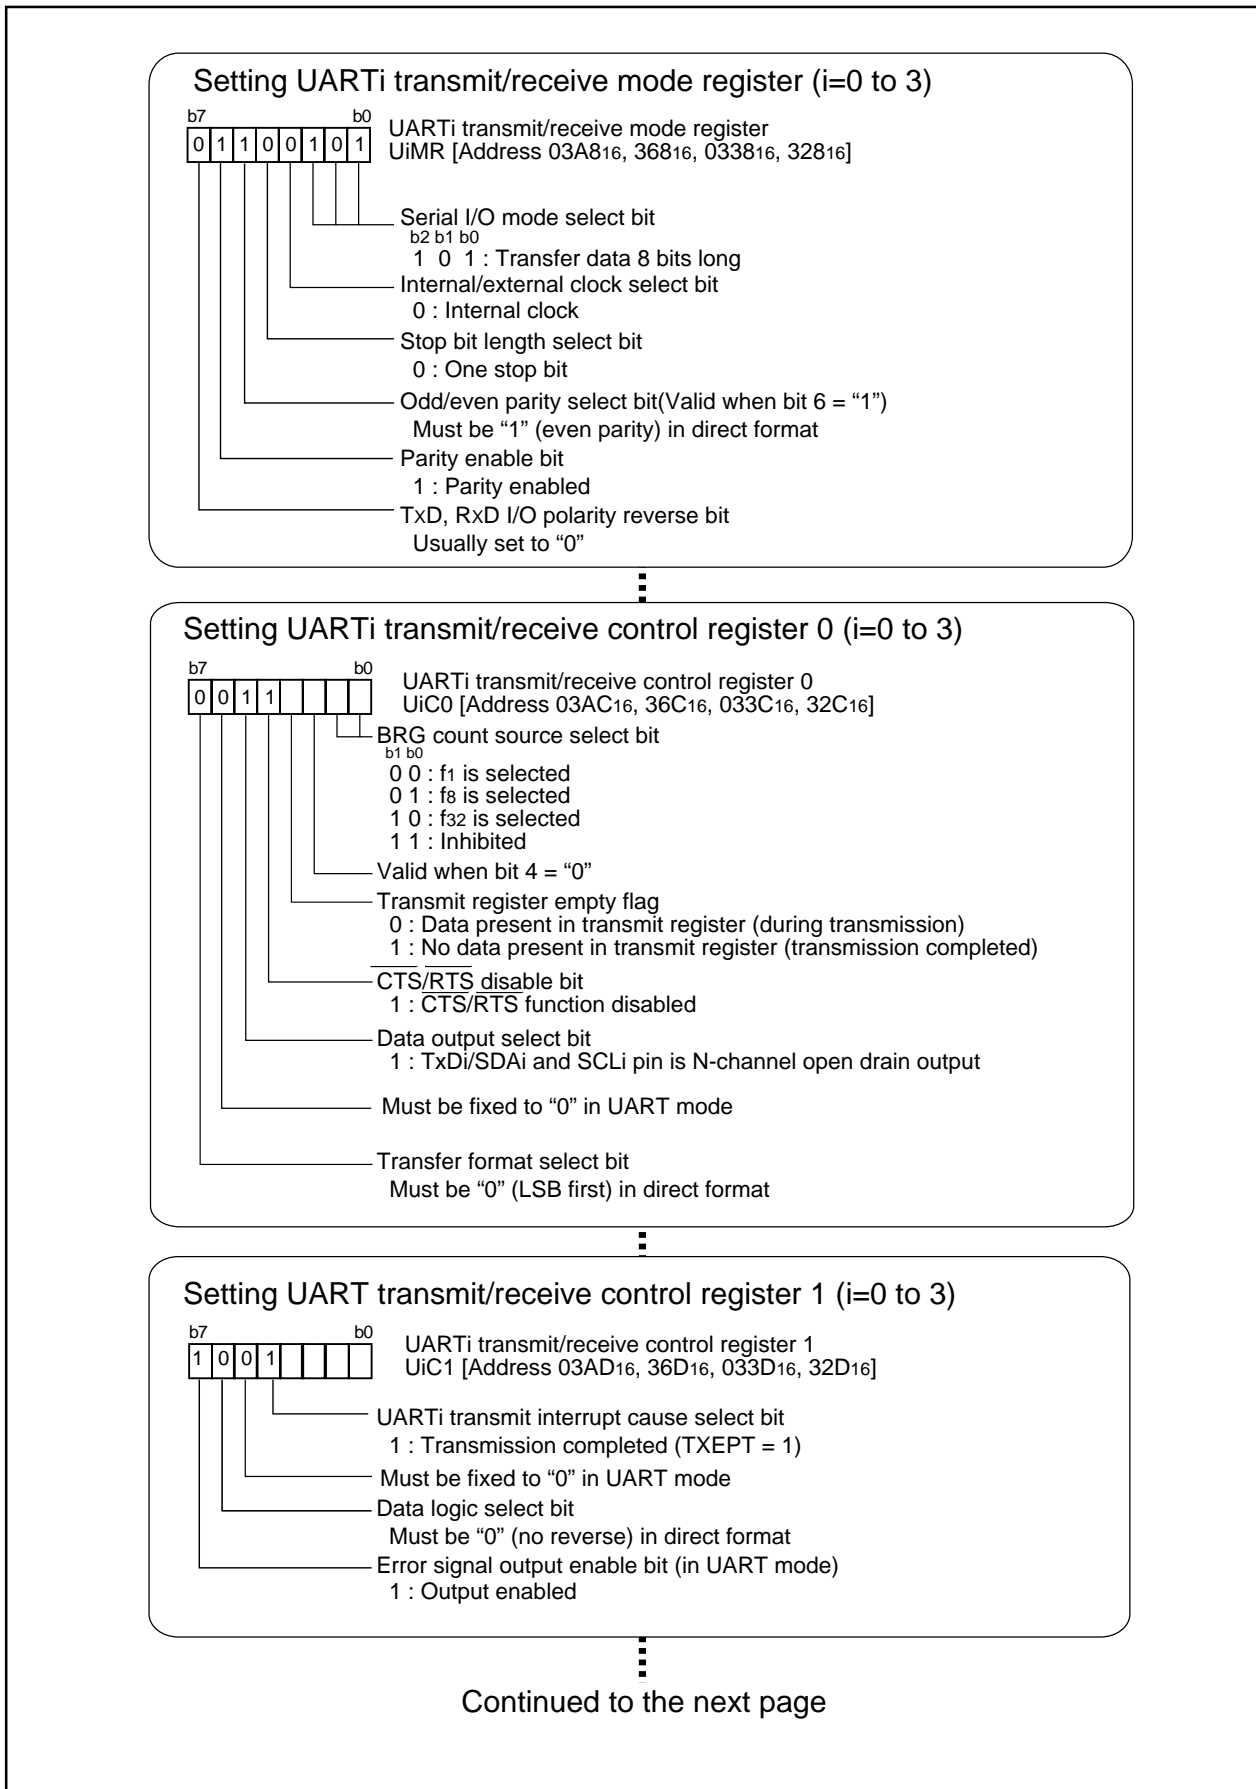 Setting UARTi transmit/receive mode register (i=0 to 3)
b7 b0
0 1 1 0 0 1 0 1
UARTi transmit/receive mode register
UiMR [Address 03A816, 36816, 033816, 32816]
Serial I/O mode select bit
b2 b1 b0
1 0 1 : Transfer data 8 bits long
Internal/external clock select bit
0 : Internal clock
Stop bit length select bit
0 : One stop bit
Odd/even parity select bit(Valid when bit 6 = “1”)
Must be “1” (even parity) in direct format
Parity enable bit
1 : Parity enabled
TxD, RxD I/O polarity reverse bit
Usually set to “0”
Setting UARTi transmit/receive control register 0 (i=0 to 3)
b7 b0
0 0 1 1
UARTi transmit/receive control register 0
UiC0 [Address 03AC16, 36C16, 033C16, 32C16]
BRG count source select bit
b1 b0
0 0 : f1 is selected
0 1 : f8 is selected
1 0 : f32 is selected
1 1 : Inhibited
Valid when bit 4 = “0”
Transmit register empty flag
0 : Data present in transmit register (during transmission)
1 : No data present in transmit register (transmission completed)
CTS/RTS disable bit
1 : CTS/RTS function disabled
Data output select bit
1 : TxDi/SDAi and SCLi pin is N-channel open drain output
Must be fixed to “0” in UART mode
Transfer format select bit
Must be “0” (LSB first) in direct format
Setting UART transmit/receive control register 1 (i=0 to 3)
b7 b0
1 0 0 1
UARTi transmit/receive control register 1
UiC1 [Address 03AD16, 36D16, 033D16, 32D16]
UARTi transmit interrupt cause select bit
1 : Transmission completed (TXEPT = 1)
Must be fixed to “0” in UART mode
Data logic select bit
Must be “0” (no reverse) in direct format
Error signal output enable bit (in UART mode)
1 : Output enabled
Continued to the next page